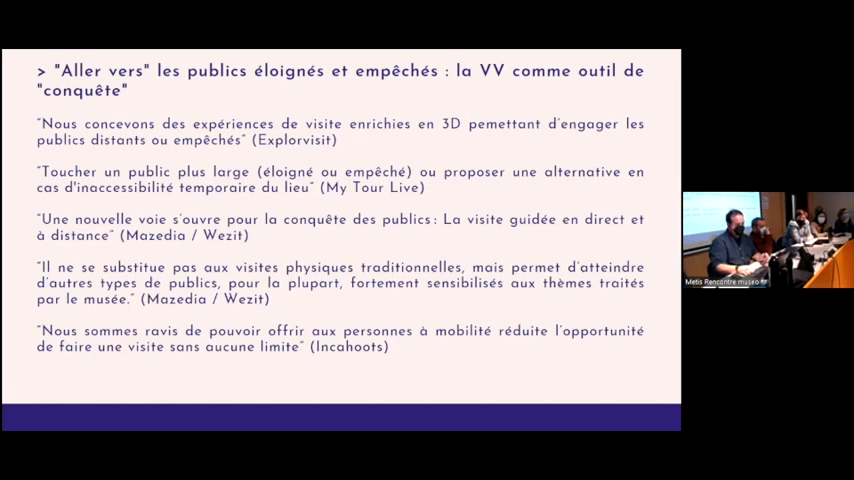 > "Aller vers" les publics éloignés et empêchés : la VV comme outil de
"conquête"
"Nous concevons des expériences de visite enrichies en 3D pemettant d'engager les
publics distants ou empêchés" (Explorvisit)
"Toucher un public plus large (éloigné ou empêché) ou proposer une alternative en
cas d'inaccessibilité temporaire du lieu" (My Tour Live)
"Une nouvelle voie s'ouvre pour la conquête des publics : La visite guidée en direct et
à distance" (Mazedia / Wezit)
"Il ne se substitue pas aux visites physiques traditionnelles, mais permet d'atteindre
d'autres types de publics, pour la plupart, fortement sensibilisés aux thèmes traités
par le musée." (Mazedia / Wezit)
"Nous sommes ravis de pouvoir offrir aux personnes à mobilité réduite l'opportunité
de faire une visite sans aucune limite" (Incahoots)
Metis Rencontre museo